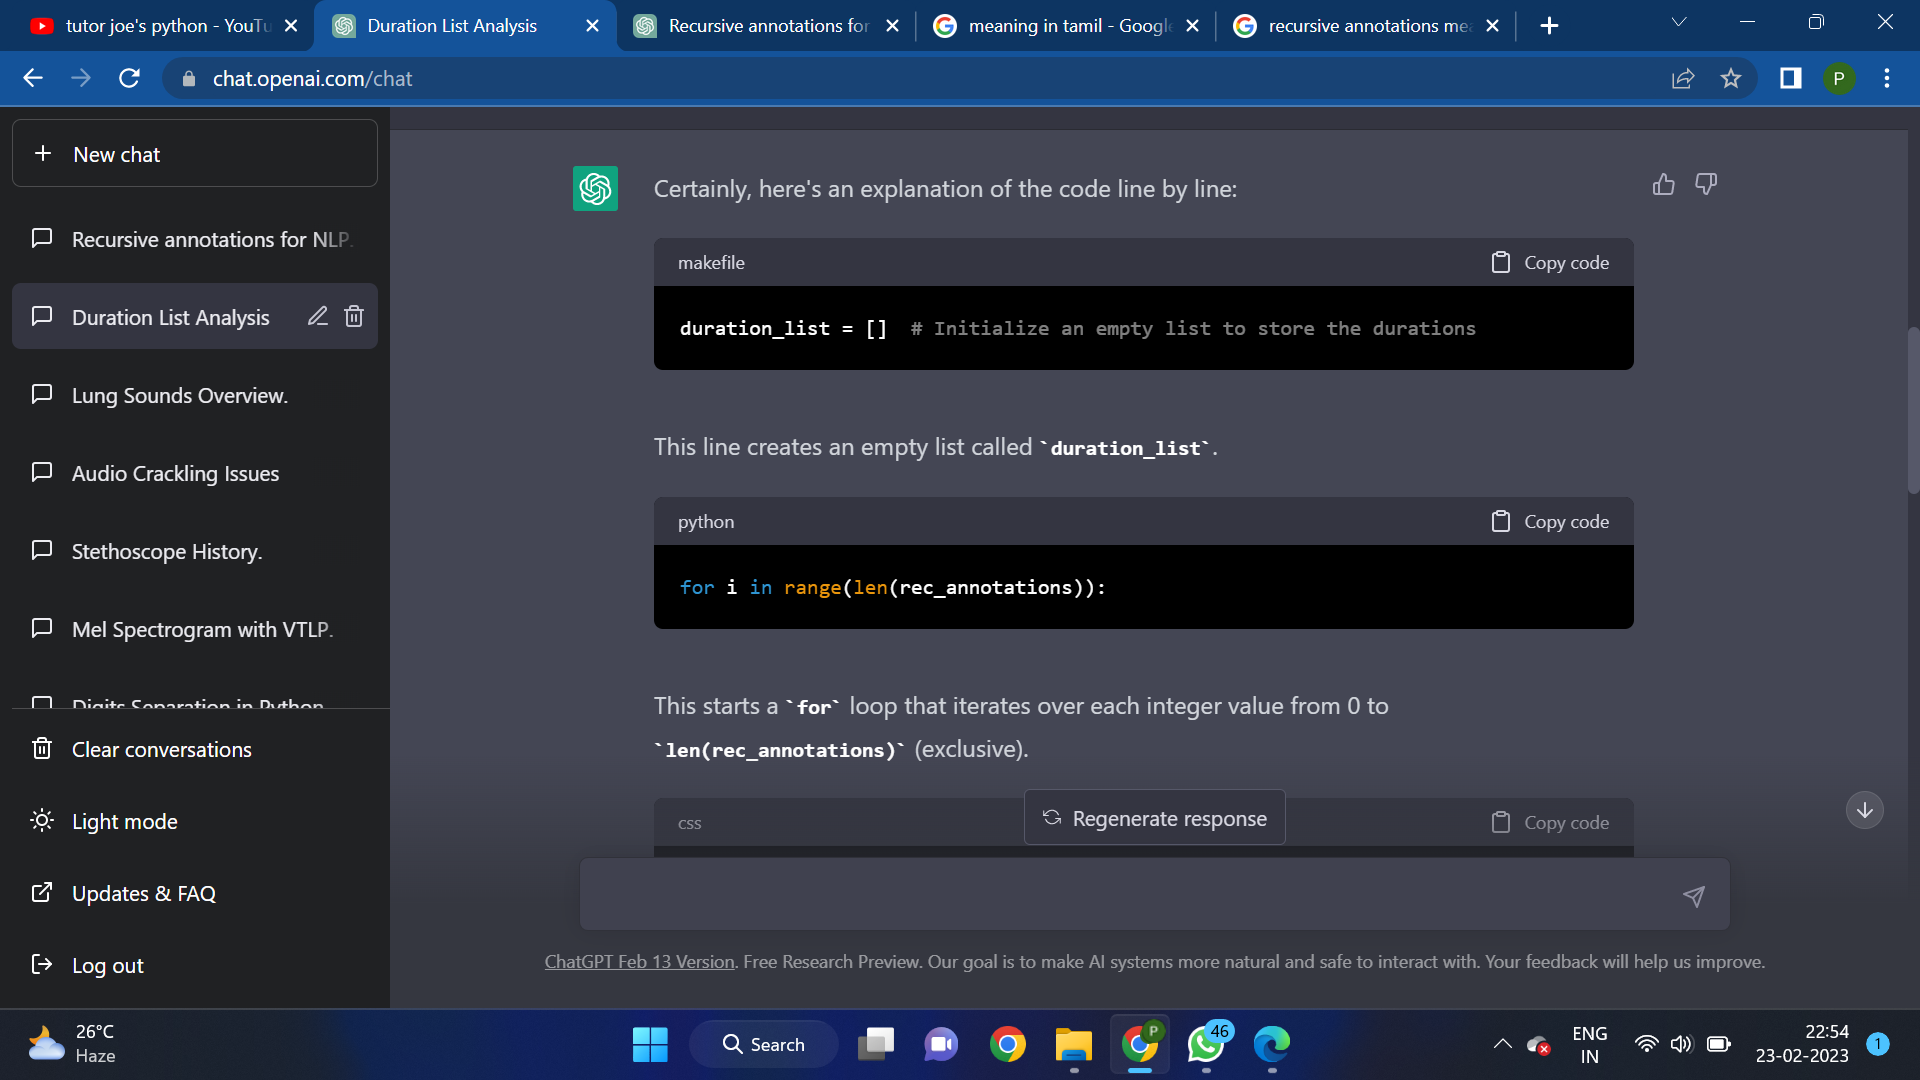 tutor joe's python - YouTu
Duration List Analysis
Recursive annotations for
meaning in tamil - Google
recursive annotations mea
chat.openai.com/chat
P
New chat
Recursive annotations for NLP.
Duration List Analysis
Lung Sounds Overview.
Audio Crackling Issues
Stethoscope History.
Mel Spectrogram with VTLP.
Digits Separation in Python
Clear conversations
Light mode
Updates & FAQ
Log out
Certainly, here's an explanation of the code line by line:
makefile
Copy code
duration_list = []  # Initialize an empty list to store the durations
This line creates an empty list called `duration_list`.
python
Copy code
for i in range(len(rec_annotations)):
This starts a `for` loop that iterates over each integer value from 0 to
`len(rec_annotations)` (exclusive).
css
Copy code
Regenerate response
ChatGPT Feb 13 Version. Free Research Preview. Our goal is to make AI systems more natural and safe to interact with. Your feedback will help us improve.
26°C
Haze
Search
P
46
ENG
IN
22:54
23-02-2023
1